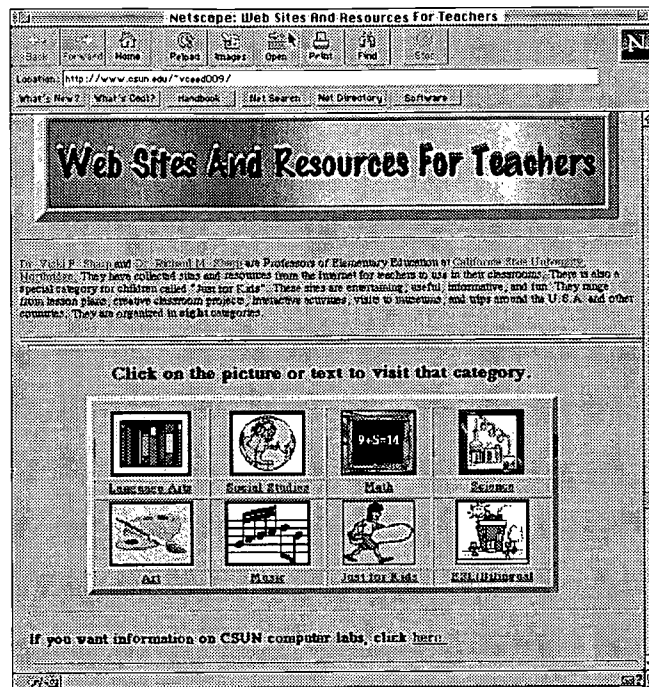 Netscape: Web Sites And Resources For Teachers
Back Forward Home Reload Images Open Print Find Stop
N
Location: http://www.csun.edu/~vceed009/
What's New? What's Cool? Handbook Net Search Net Directory Software
Web Sites And Resources For Teachers
Dr. Vicki F. Sharp and Dr. Richard M. Sharp are Professors of Elementary Education at California State University,
Northridge. They have collected sites and resources from the Internet for teachers to use in their classrooms. There is also a
special category for children called "Just for Kids". These sites are entertaining, useful, informative, and fun. They range
from lesson plans, creative classroom projects, interactive activities, visits to museums, and trips around the U.S.A. and other
countries. They are organized in eight categories.
Click on the picture or text to visit that category.
9+5=14
Language Arts Social Studies Math Science
Art Music Just for Kids ESL/Bilingual
If you want information on CSUN computer labs, click here.